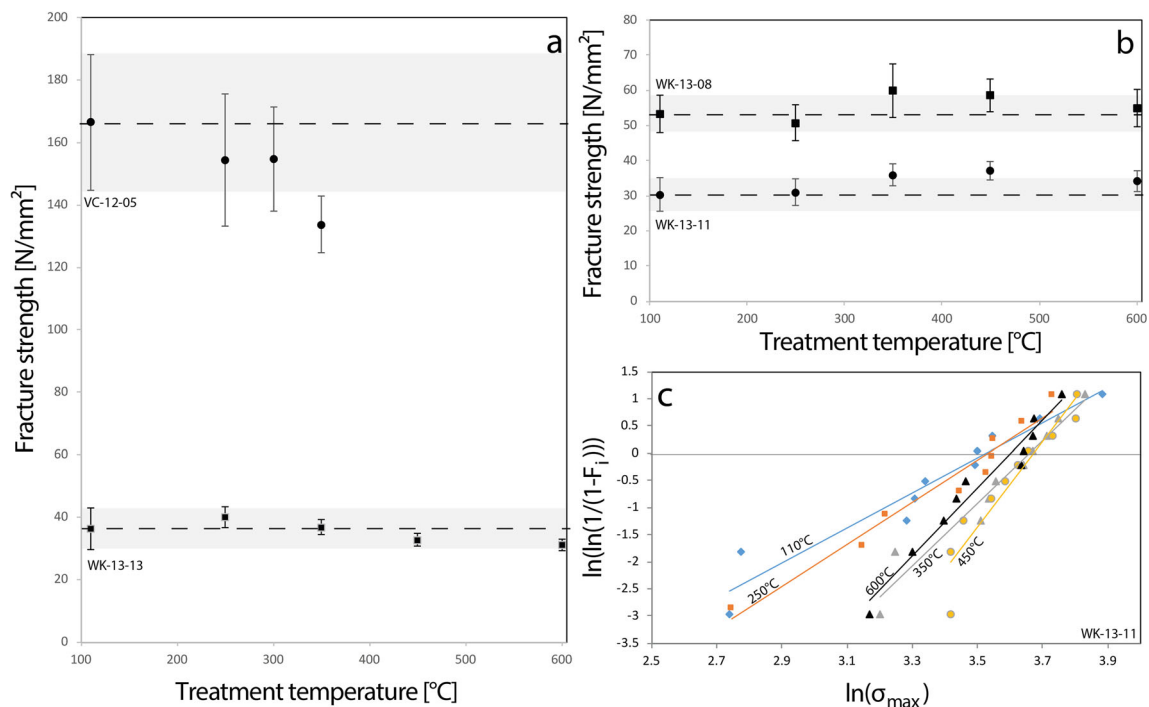 a
Fracture strength [N/mm²]
200
180
160
140
120
100
80
60
40
20
0
VC-12-05
WK-13-13
100
200
300
400
500
600
Treatment temperature [°C]
b
Fracture strength [N/mm²]
80
70
60
50
40
30
20
10
0
WK-13-08
WK-13-11
100
200
300
400
500
600
Treatment temperature [°C]
c
ln(ln(1/(1-Fᵢ)))
1.5
1
0.5
0
-0.5
-1
-1.5
-2
-2.5
-3
-3.5
110°C
250°C
600°C
350°C
450°C
WK-13-11
2.5
2.7
2.9
3.1
3.3
3.5
3.7
3.9
ln(σmax)